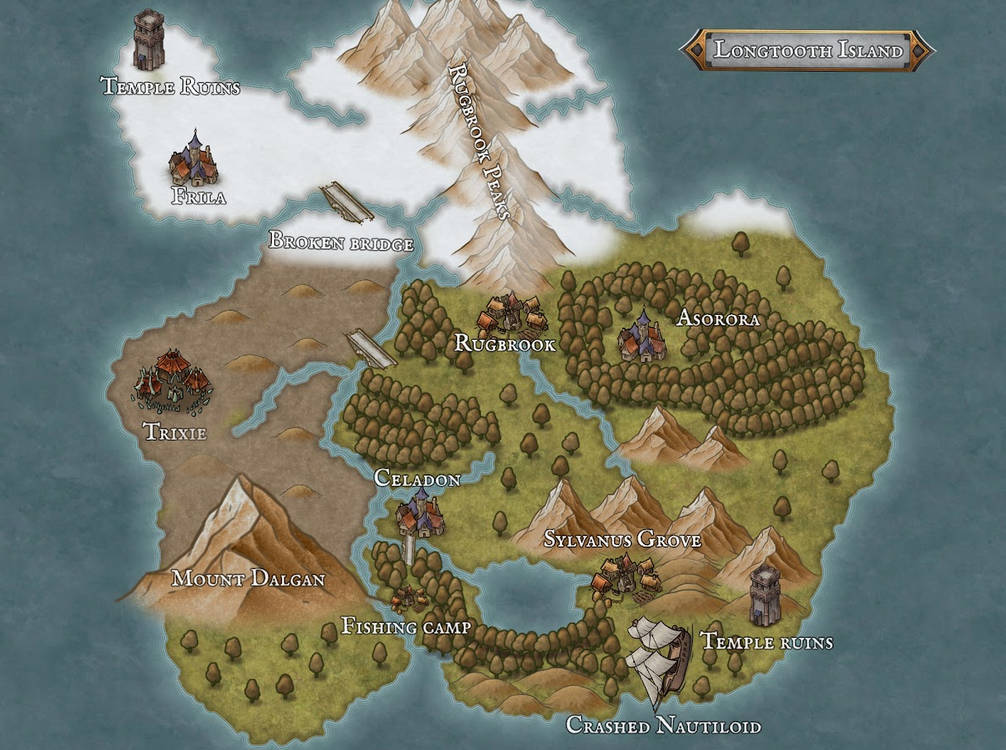 Longtooth Island
Temple Ruins
Rugbrook Peaks
Frila
Broken bridge
Asorora
Rugbrook
Trixie
Celadon
Sylvanus Grove
Mount Dalgan
Fishing camp
Temple ruins
Crashed Nautiloid